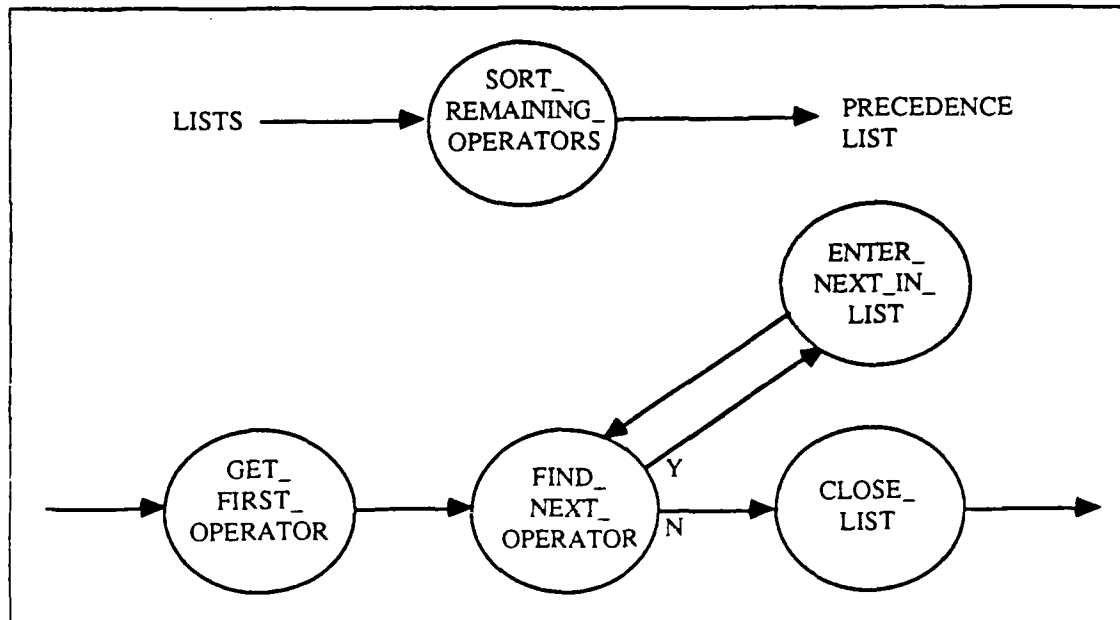 LISTS
SORT_
REMAINING_
OPERATORS
PRECEDENCE
LIST
ENTER_
NEXT_IN_
LIST
GET_
FIRST_
OPERATOR
FIND_
NEXT_
OPERATOR
Y
N
CLOSE_
LIST